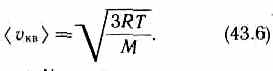 ⟨ v_кв ⟩ = √(3RT/M). (43.6)